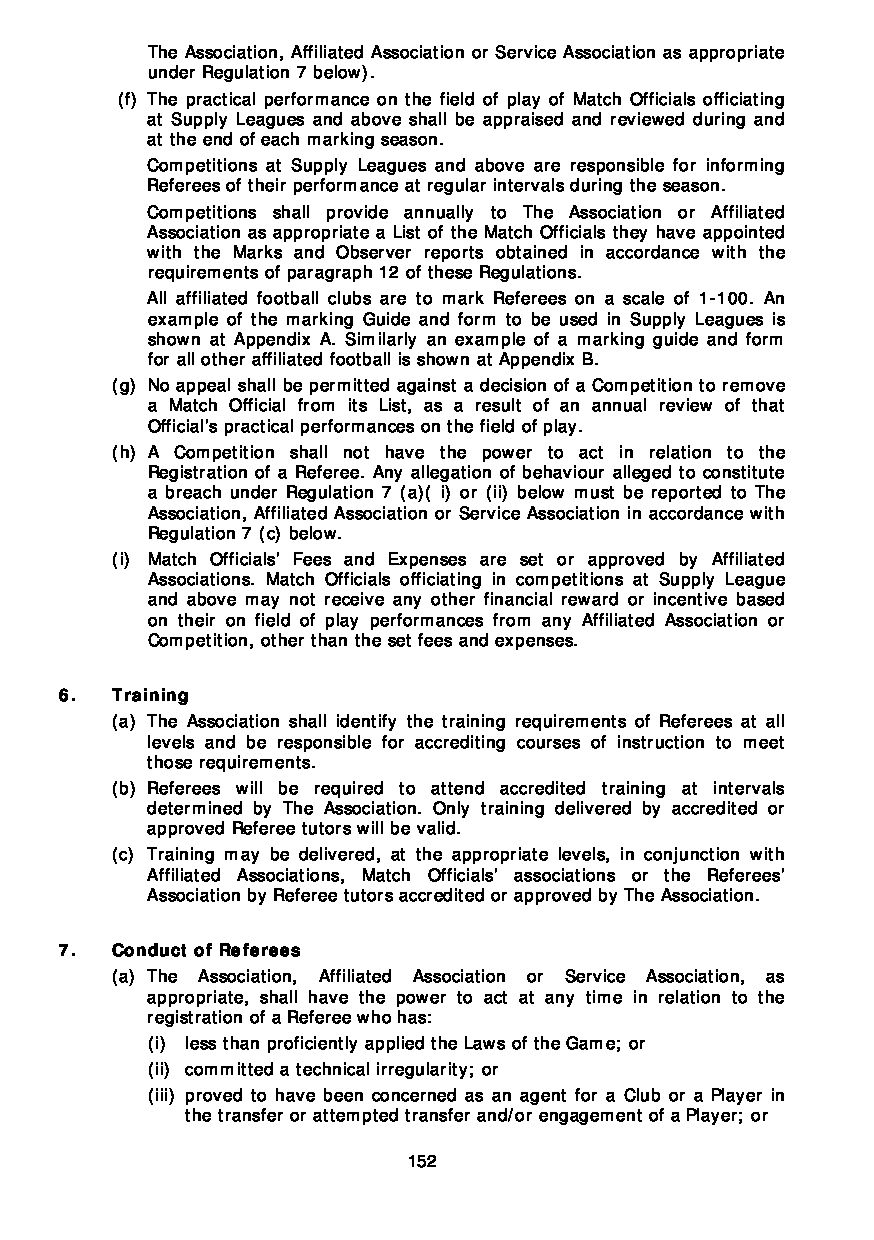 The Association, Affiliated Association or Service Association as appropriate
under Regulation 7 below).
(f) The practical performance on the field of play of Match Officials officiating
at Supply Leagues and above shall be appraised and reviewed during and
at the end of each marking season.
Competitions at Supply Leagues and above are responsible for informing
Referees of their performance at regular intervals during the season.
Competitions shall provide annually to The Association or Affiliated
Association as appropriate a List of the Match Officials they have appointed
with the Marks and Observer reports obtained in accordance with the
requirements of paragraph 12 of these Regulations.
All affiliated football clubs are to mark Referees on a scale of 1-100. An
example of the marking Guide and form to be used in Supply Leagues is
shown at Appendix A. Similarly an example of a marking guide and form
for all other affiliated football is shown at Appendix B.
(g) No appeal shall be permitted against a decision of a Competition to remove
a Match Official from its List, as a result of an annual review of that
Official's practical performances on the field of play.
(h) A Competition shall not have the power to act in relation to the
Registration of a Referee. Any allegation of behaviour alleged to constitute
a breach under Regulation 7 (a)( i) or (ii) below must be reported to The
Association, Affiliated Association or Service Association in accordance with
Regulation 7 (c) below.
(i) Match Officials' Fees and Expenses are set or approved by Affiliated
Associations. Match Officials officiating in competitions at Supply League
and above may not receive any other financial reward or incentive based
on their on field of play performances from any Affiliated Association or
Competition, other than the set fees and expenses.
6. Training
(a) The Association shall identify the training requirements of Referees at all
levels and be responsible for accrediting courses of instruction to meet
those requirements.
(b) Referees will be required to attend accredited training at intervals
determined by The Association. Only training delivered by accredited or
approved Referee tutors will be valid.
(c) Training may be delivered, at the appropriate levels, in conjunction with
Affiliated Associations, Match Officials' associations or the Referees'
Association by Referee tutors accredited or approved by The Association.
7. Conduct of Referees
(a) The Association, Affiliated Association or Service Association, as
appropriate, shall have the power to act at any time in relation to the
registration of a Referee who has:
(i) less than proficiently applied the Laws of the Game; or
(ii) committed a technical irregularity; or
(iii) proved to have been concerned as an agent for a Club or a Player in
the transfer or attempted transfer and/or engagement of a Player; or
152